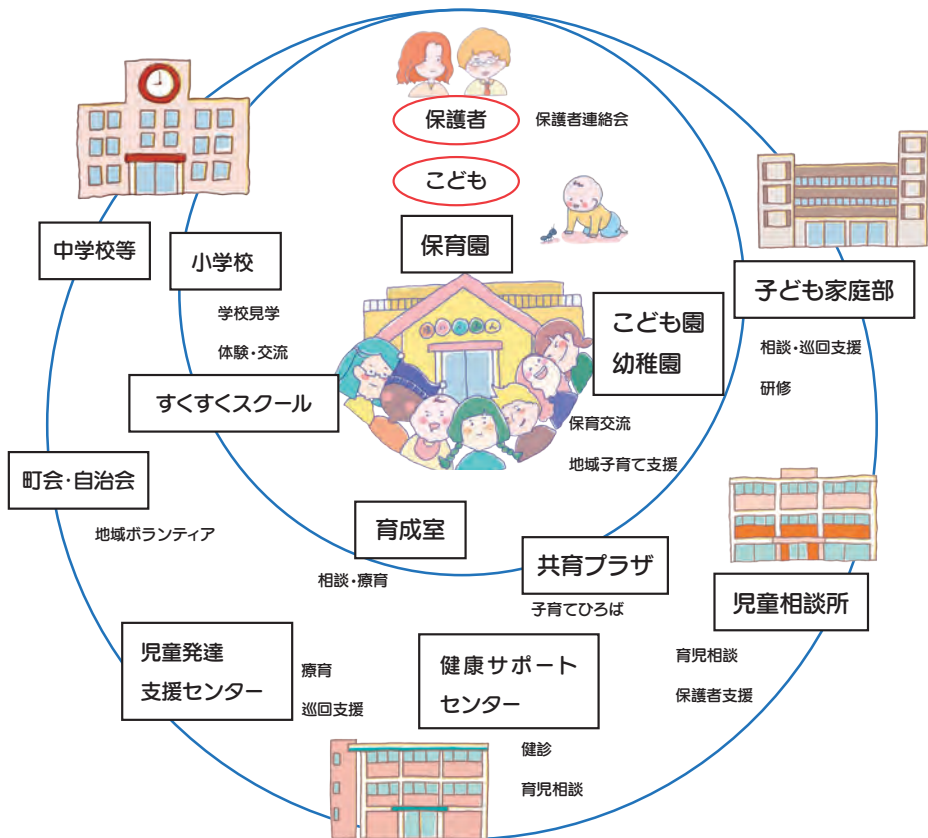 保護者
保護者連絡会
こども
保育園
中学校等
小学校
学校見学
体験・交流
すくすくスクール
子ども家庭部
相談・巡回支援
研修
こども園
幼稚園
保育交流
地域子育て支援
町会・自治会
地域ボランティア
育成室
相談・療育
共育プラザ
子育てひろば
児童相談所
育児相談
保護者支援
児童発達
支援センター
療育
巡回支援
健康サポート
センター
健診
育児相談